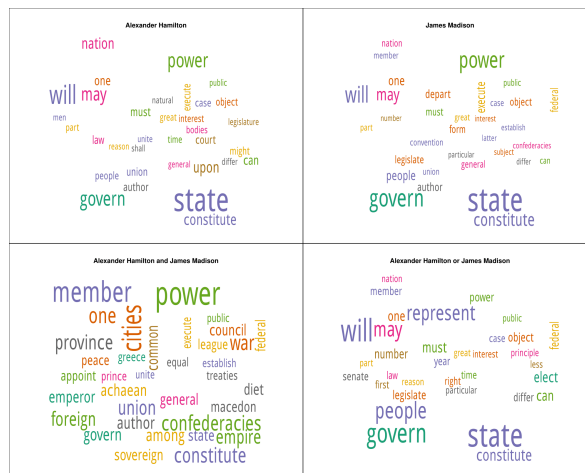 Alexander Hamilton
nation
power
one
public
execute
will may
natural
case object
men
must
great interest
legislature
part
bodies
law
unite
time
court
reason
shall
might
general
upon
differ
can
people
union
author
govern
state
constitute
James Madison
nation
member
power
one
public
execute
federal
will may
depart
case object
must
number
great interest
part
form
establish
latter
convention
confederacies
legislate
particular
subject
general
differ
can
people
union
author
govern
state
constitute
Alexander Hamilton and James Madison
member
power
one
cities
public
execute
council
federal
province
common
league war
peace
greece
equal
establish
appoint
prince
unite
treaties
emperor
achaean
diet
union
general
macedon
foreign
author
confederacies
govern
among
state
empire
sovereign
constitute
Alexander Hamilton or James Madison
nation
member
power
one
represent
public
federal
will may
case object
number
must
great interest
principle
part
year
less
senate
law
time
elect
first
reason
right
legislate
particular
differ can
people
govern
state
constitute